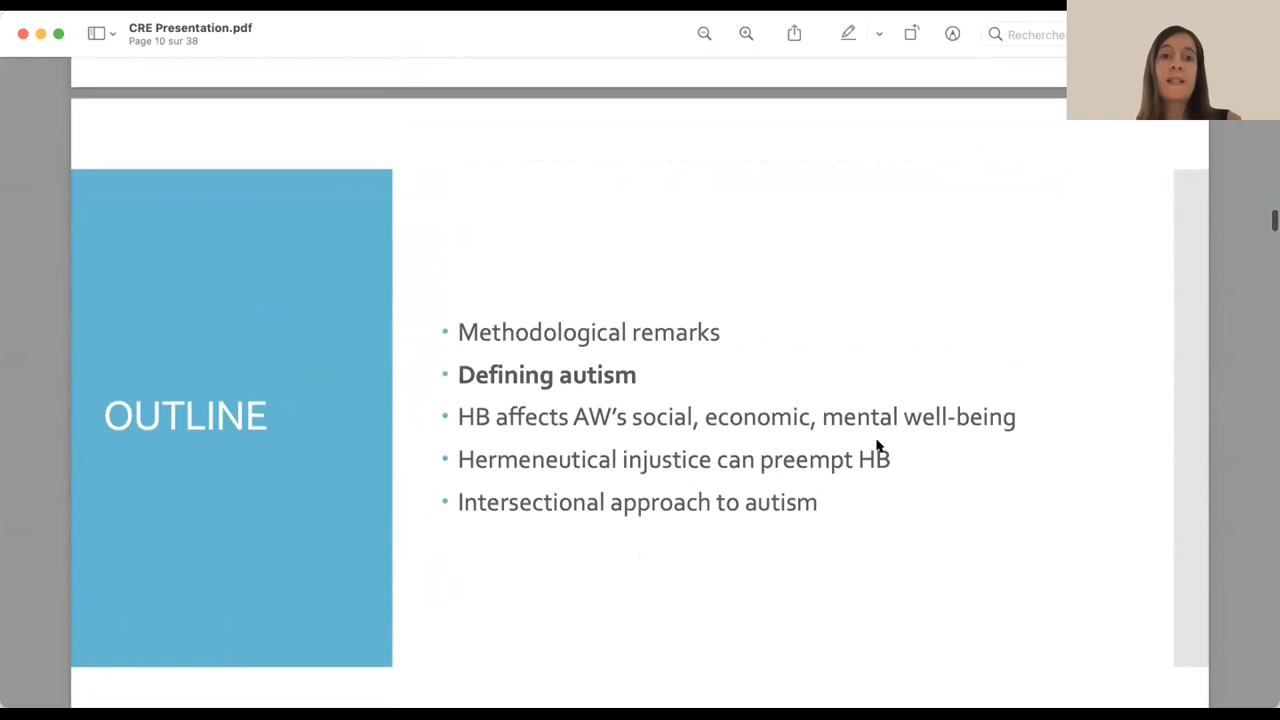 CRE Presentation.pdf
Page 10 sur 38
Rechercher
OUTLINE
• Methodological remarks
• Defining autism
• HB affects AW's social, economic, mental well-being
• Hermeneutical injustice can preempt HB
• Intersectional approach to autism